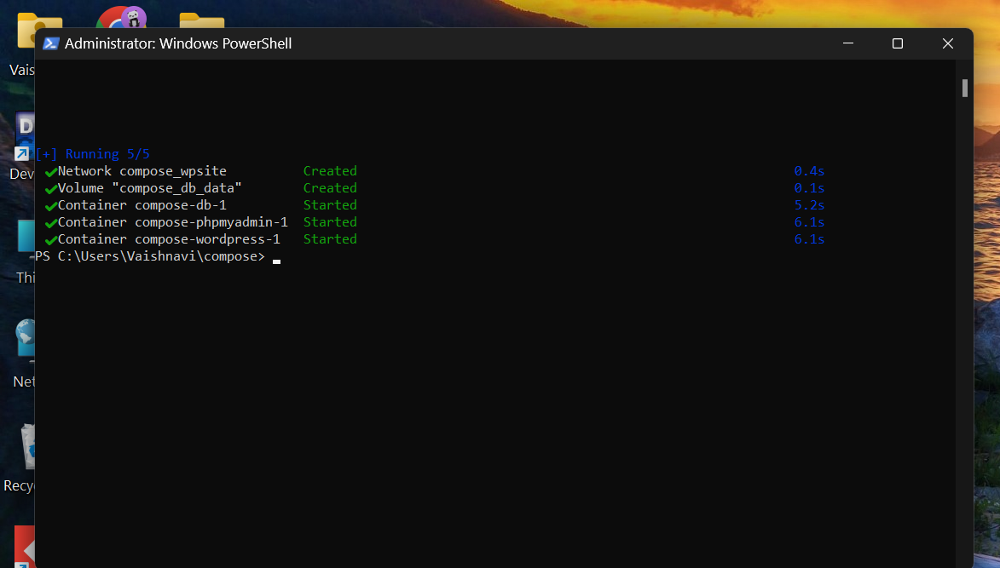 Administrator: Windows PowerShell
Vais
D
[+] Running 5/5
Network compose_wpsite Created 0.4s
Dev
Volume "compose_db_data" Created 0.1s
Container compose-db-1 Started 5.2s
Container compose-phpmyadmin-1 Started 6.1s
Container compose-wordpress-1 Started 6.1s
PS C:\Users\Vaishnavi\compose>
Thi
Net
Recy